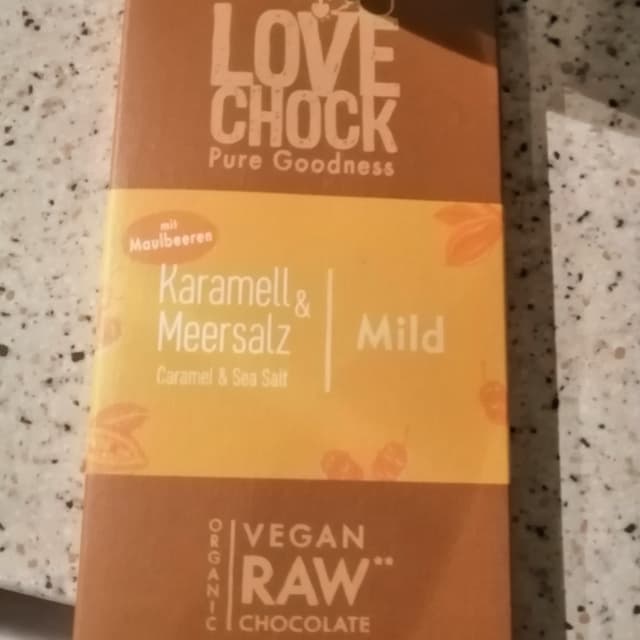 LOVE
CHOCK
Pure Goodness
mit
Maulbeeren
Karamell &
Meersalz
Caramel & Sea Salt
Mild
ORGANIC
VEGAN
RAW¨
CHOCOLATE